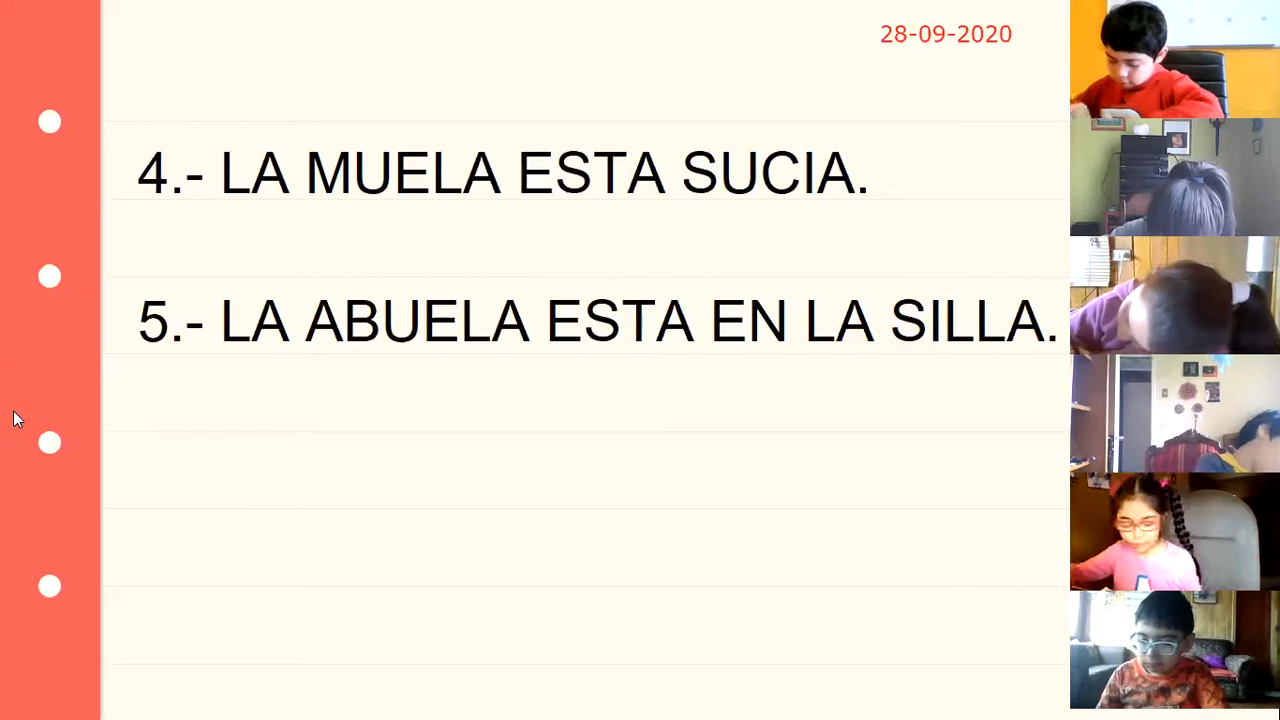 28-09-2020
4.- LA MUELA ESTA SUCIA.
5.- LA ABUELA ESTA EN LA SILLA.